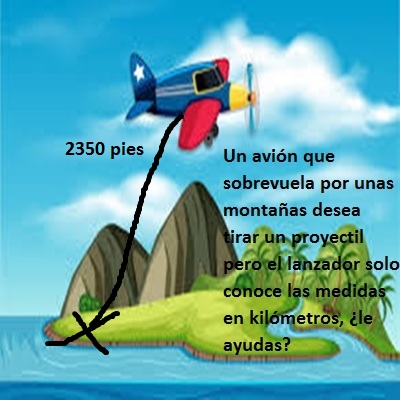 2350 pies
Un avión que
sobrevuela por unas
montañas desea
tirar un proyectil
pero el lanzador solo
conoce las medidas
en kilómetros, ¿le
ayudas?